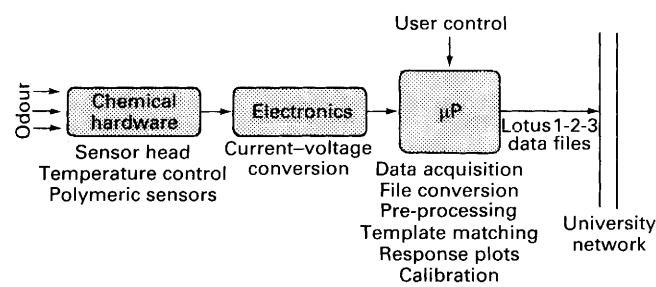 User control
Odour
Chemical
hardware
Sensor head
Temperature control
Polymeric sensors
Electronics
Current–voltage
conversion
μP
Data acquisition
File conversion
Pre-processing
Template matching
Response plots
Calibration
Lotus 1-2-3
data files
University
network